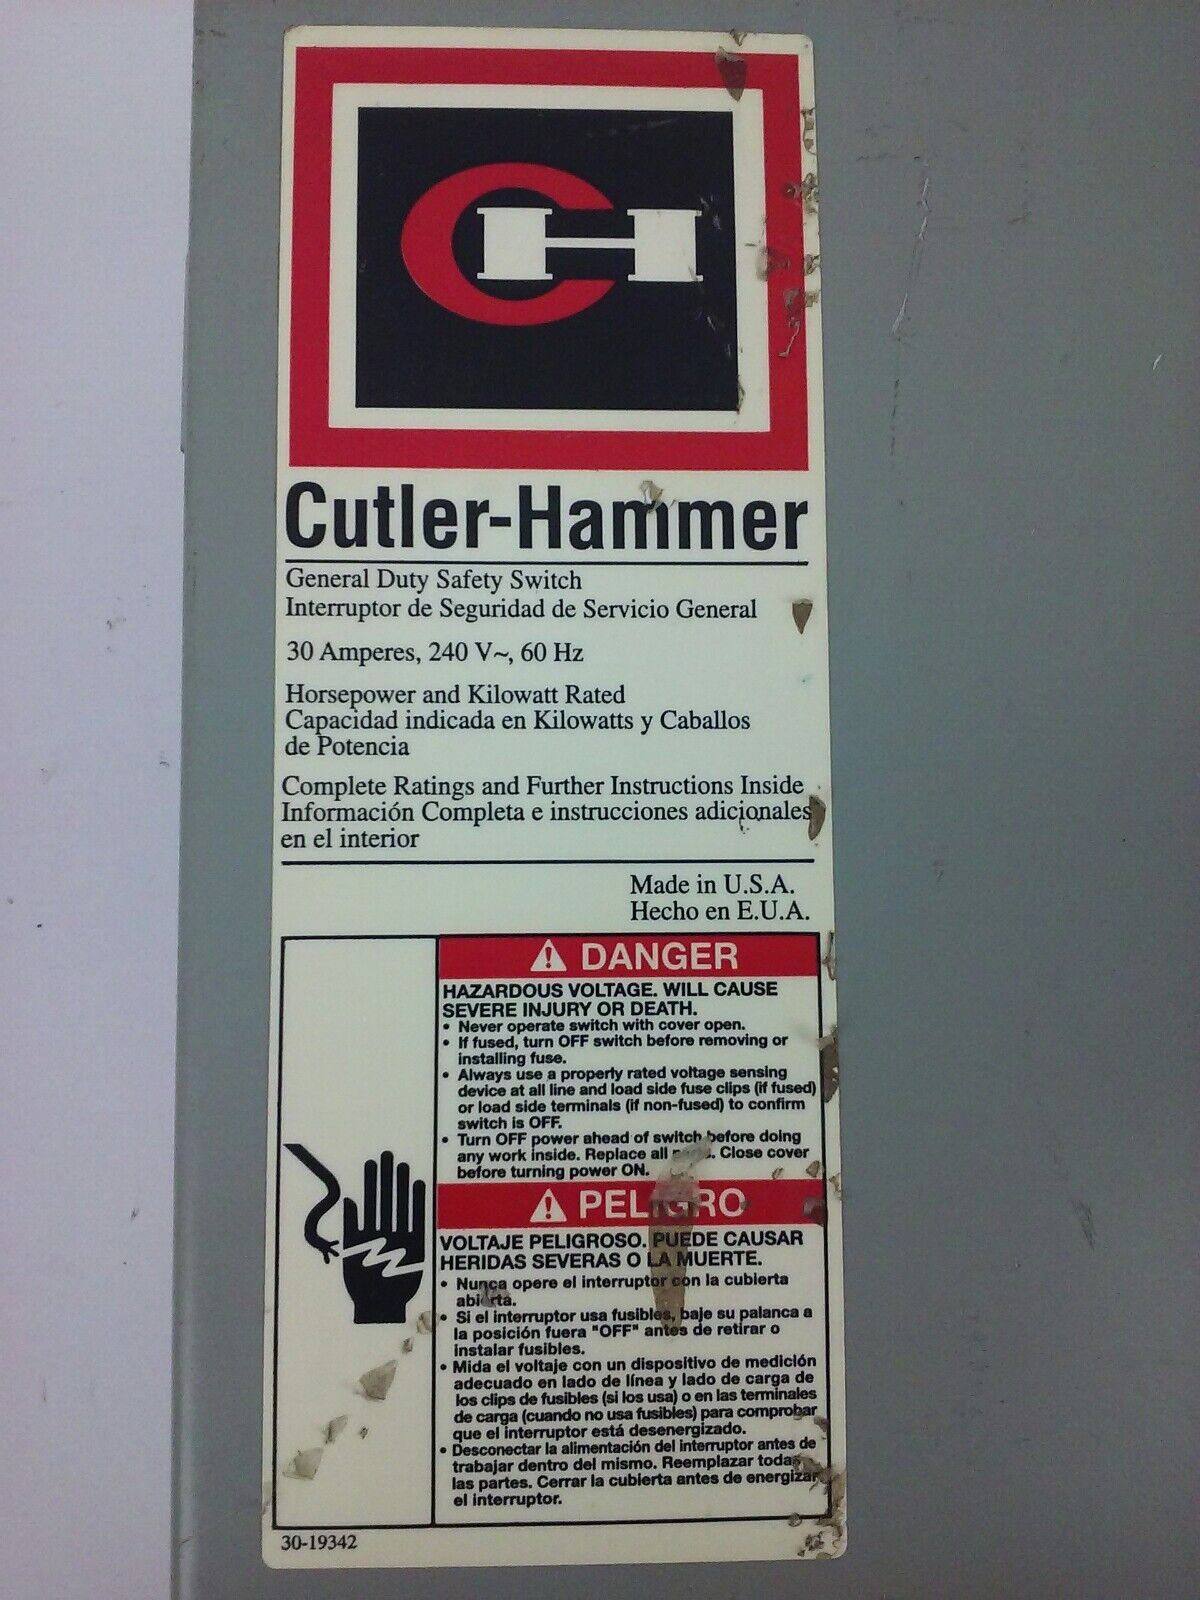 CH
Cutler-Hammer
General Duty Safety Switch
Interruptor de Seguridad de Servicio General
30 Amperes, 240 V~, 60 Hz
Horsepower and Kilowatt Rated
Capacidad indicada en Kilowatts y Caballos
de Potencia
Complete Ratings and Further Instructions Inside
Información Completa e instrucciones adicionales
en el interior
Made in U.S.A.
Hecho en E.U.A.
DANGER
HAZARDOUS VOLTAGE. WILL CAUSE
SEVERE INJURY OR DEATH.
• Never operate switch with cover open.
• If fused, turn OFF switch before removing or
installing fuse.
• Always use a properly rated voltage sensing
device at all line and load side fuse clips (if fused)
or load side terminals (if non-fused) to confirm
switch is OFF.
• Turn OFF power ahead of switch before doing
any work inside. Replace all Close cover
before turning power ON.
PELIGRO
VOLTAJE PELIGROSO. PUEDE CAUSAR
HERIDAS SEVERAS O LA MUERTE.
• Nunca opere el interruptor con la cubierta
abierta.
• Si el interruptor usa fusibles, baje su palanca a
la posición fuera "OFF" antes de retirar o
instalar fusibles.
• Mida el voltaje con un dispositivo de medición
adecuado en lado de línea y lado de carga de
los clips de fusibles (si los usa) o en las terminales
de carga (cuando no usa fusibles) para comprobar
que el interruptor está desenergizado.
• Desconectar la alimentación del interruptor antes de
trabajar dentro del mismo. Reemplazar todas
las partes. Cerrar la cubierta antes de energizar
el interruptor.
30-19342